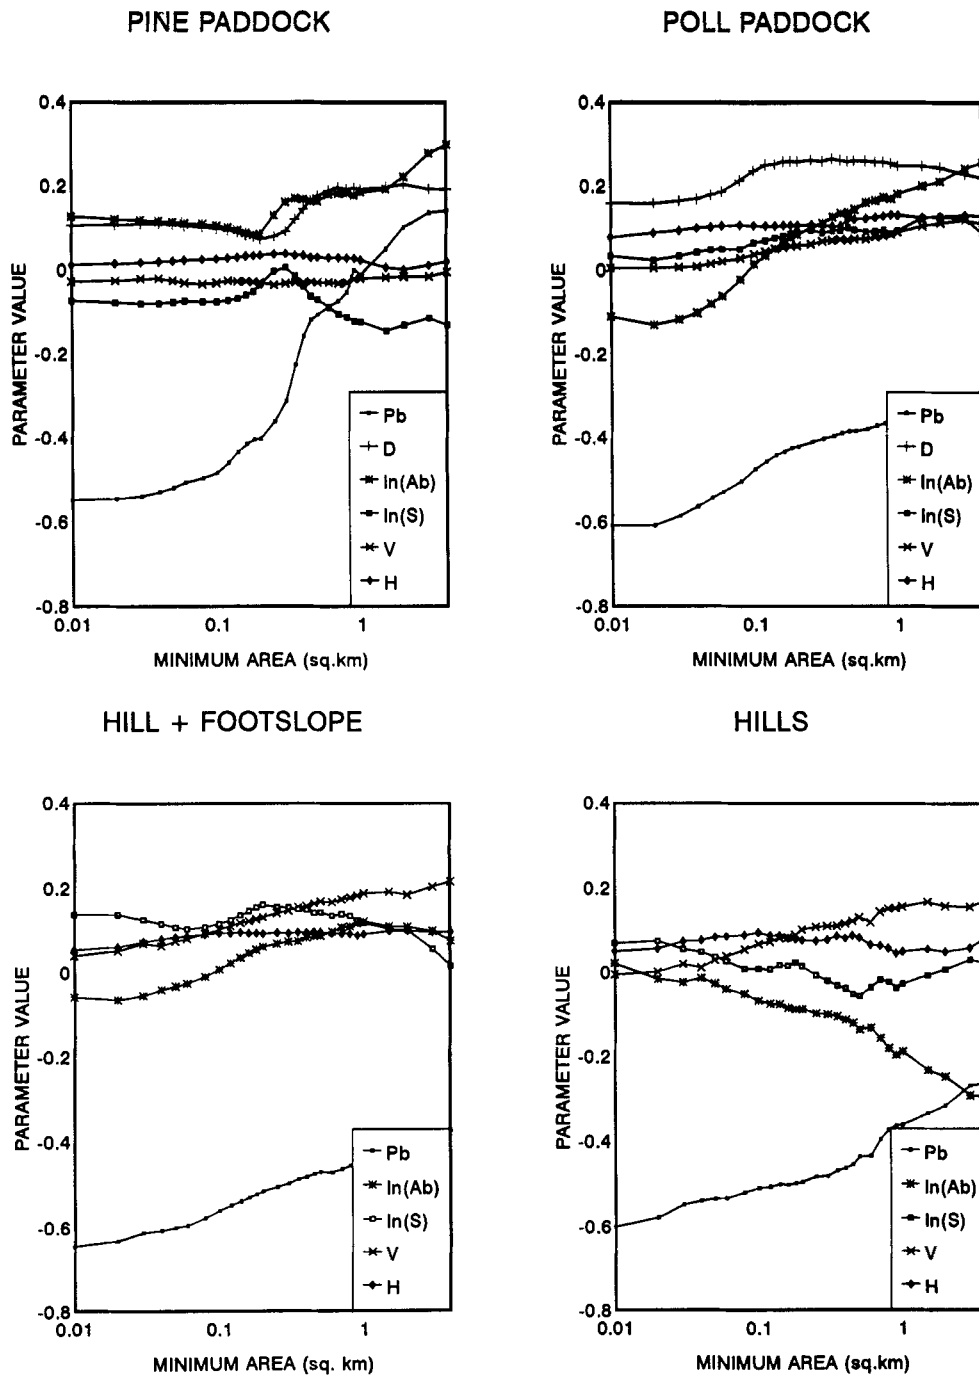 PINE PADDOCK
0.4
0.2
0
-0.2
-0.4
-0.6
-0.8
PARAMETER VALUE
Pb
D
ln(Ab)
ln(S)
V
H
0.01
0.1
1
MINIMUM AREA (sq.km)
POLL PADDOCK
0.4
0.2
0
-0.2
-0.4
-0.6
-0.8
PARAMETER VALUE
Pb
D
ln(Ab)
ln(S)
V
H
0.01
0.1
1
MINIMUM AREA (sq.km)
HILL + FOOTSLOPE
0.4
0.2
0
-0.2
-0.4
-0.6
-0.8
PARAMETER VALUE
Pb
ln(Ab)
ln(S)
V
H
0.01
0.1
1
MINIMUM AREA (sq. km)
HILLS
0.4
0.2
0
-0.2
-0.4
-0.6
-0.8
PARAMETER VALUE
Pb
ln(Ab)
ln(S)
V
H
0.01
0.1
1
MINIMUM AREA (sq.km)